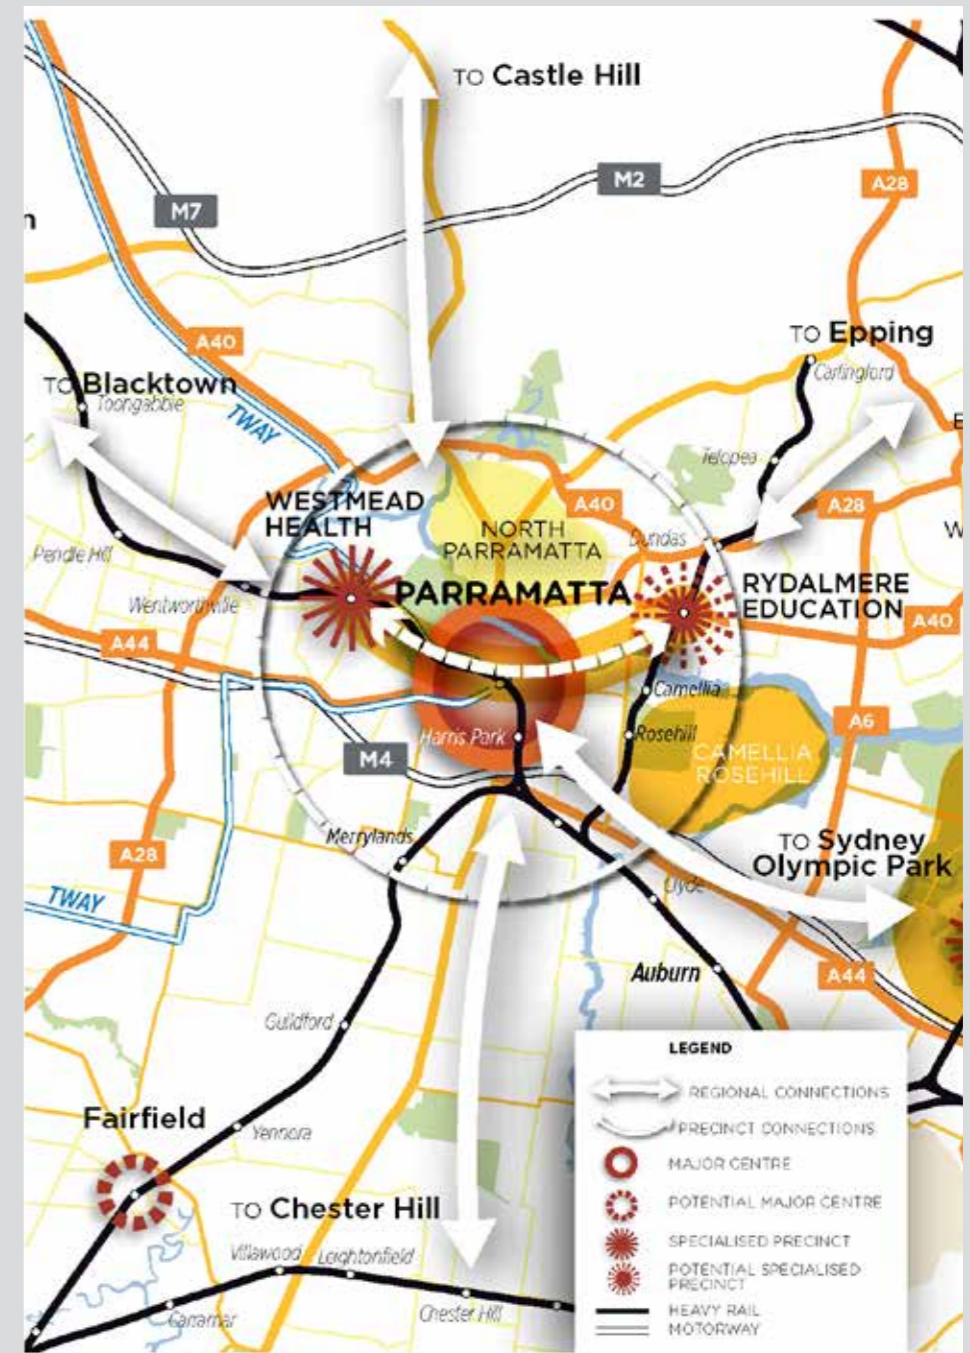 TO Castle Hill
M2
A28
M7
n
TO Epping
A40
Carlingford
TO Blacktown
Toongabbie
TWAY
E
Telopea
WESTMEAD
HEALTH
A40
A28
NORTH
PARRAMATTA
Dundas
W
Pendle Hill
PARRAMATTA
RYDALMERE
EDUCATION
Wentworthville
A40
A44
Camellia
A6
Harris Park
Rosehill
M4
CAMELLIA
ROSEHILL
Merrylands
TO Sydney
Olympic Park
A28
Clyde
TWAY
Auburn
A44
Guildford
LEGEND
REGIONAL CONNECTIONS
Fairfield
Yennora
PRECINCT CONNECTIONS
MAJOR CENTRE
POTENTIAL MAJOR CENTRE
TO Chester Hill
SPECIALISED PRECINCT
Villawood
Leightonfield
POTENTIAL SPECIALISED
PRECINCT
Carramar
Chester Hill
HEAVY RAIL
MOTORWAY